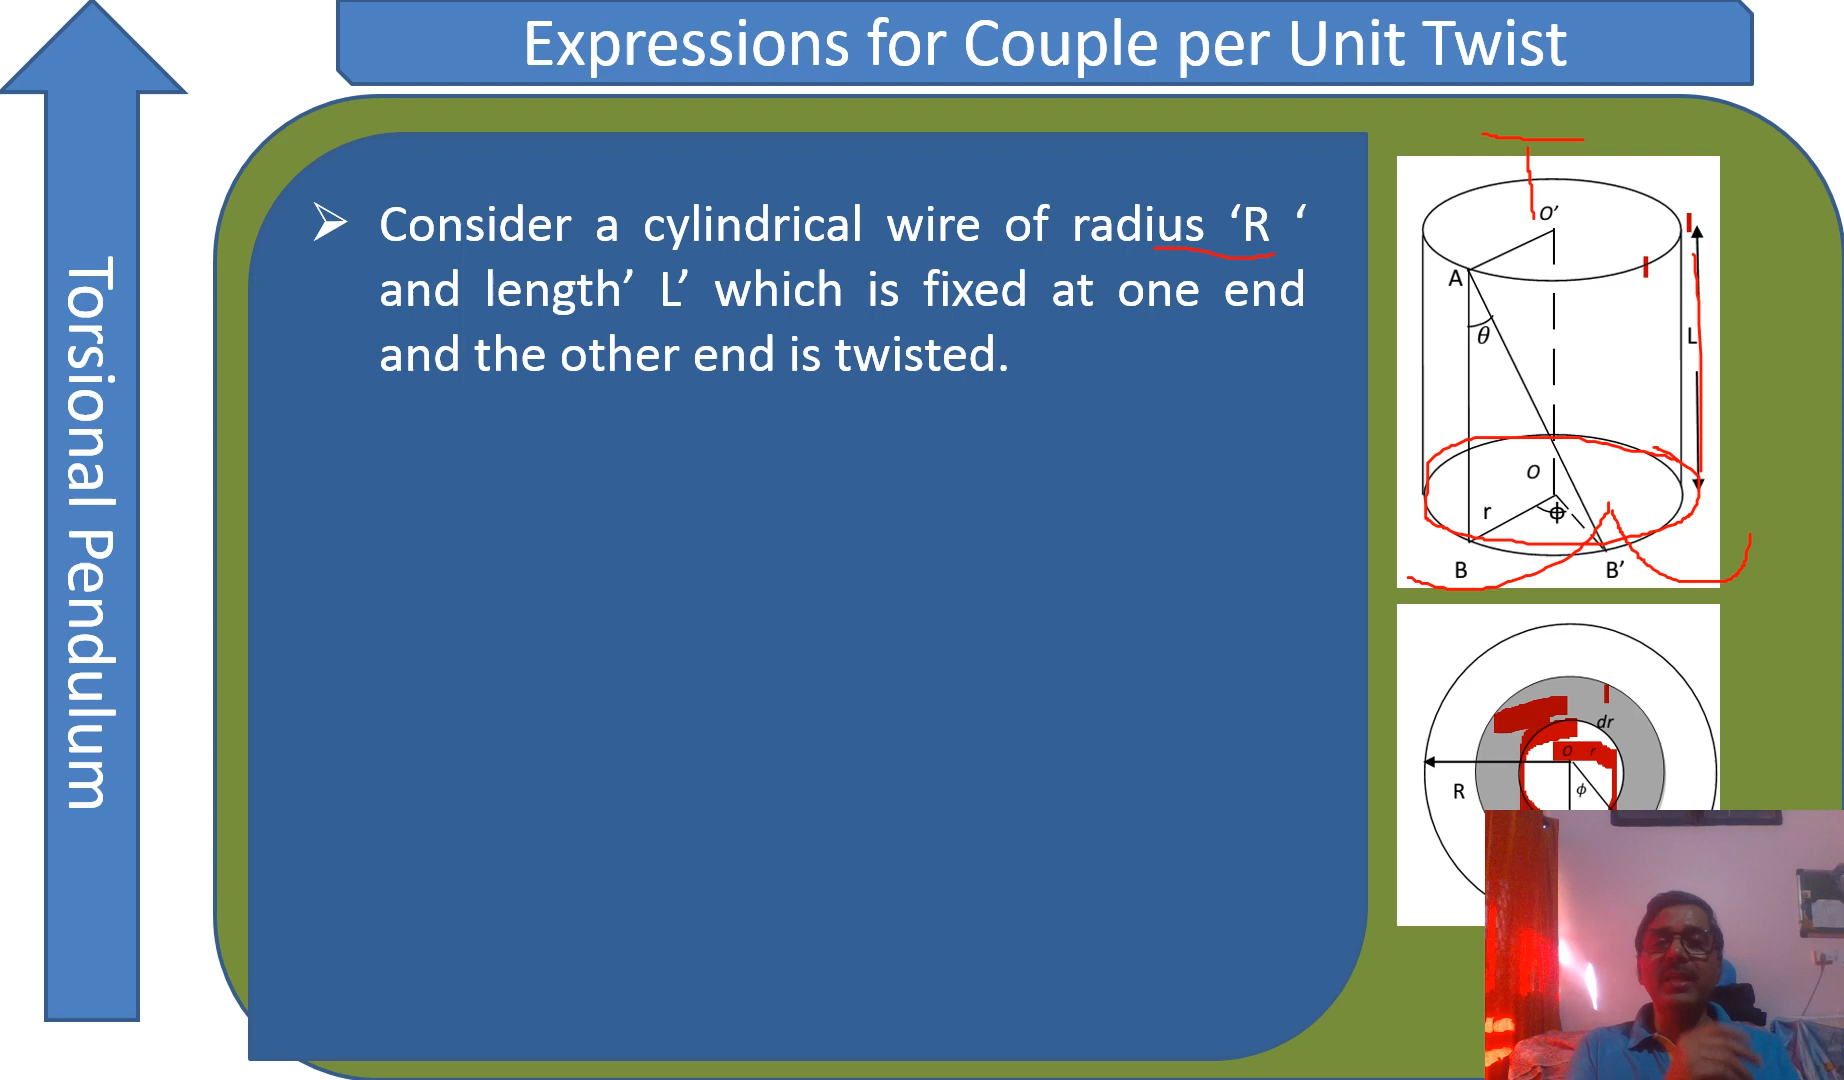 Expressions for Couple per Unit Twist
Torsional Pendulum
➢ Consider a cylindrical wire of radius ‘R ‘
and length’ L’ which is fixed at one end
and the other end is twisted.
O’
A
θ
L
O
r
ϕ
B
B’
dr
O r
R
ϕ